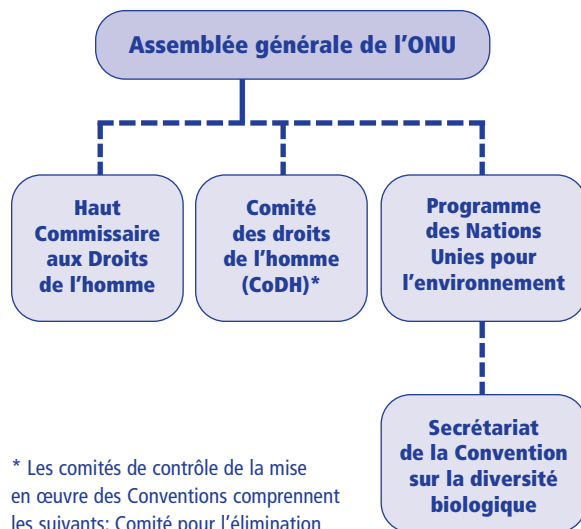 Assemblée générale de l’ONU
Haut
Commissaire
aux Droits
de l’homme
Comité
des droits
de l’homme
(CoDH)*
Programme
des Nations
Unies pour
l’environnement
Secrétariat
de la Convention
sur la diversité
biologique
* Les comités de contrôle de la mise
en œuvre des Conventions comprennent
les suivants: Comité pour l’élimination